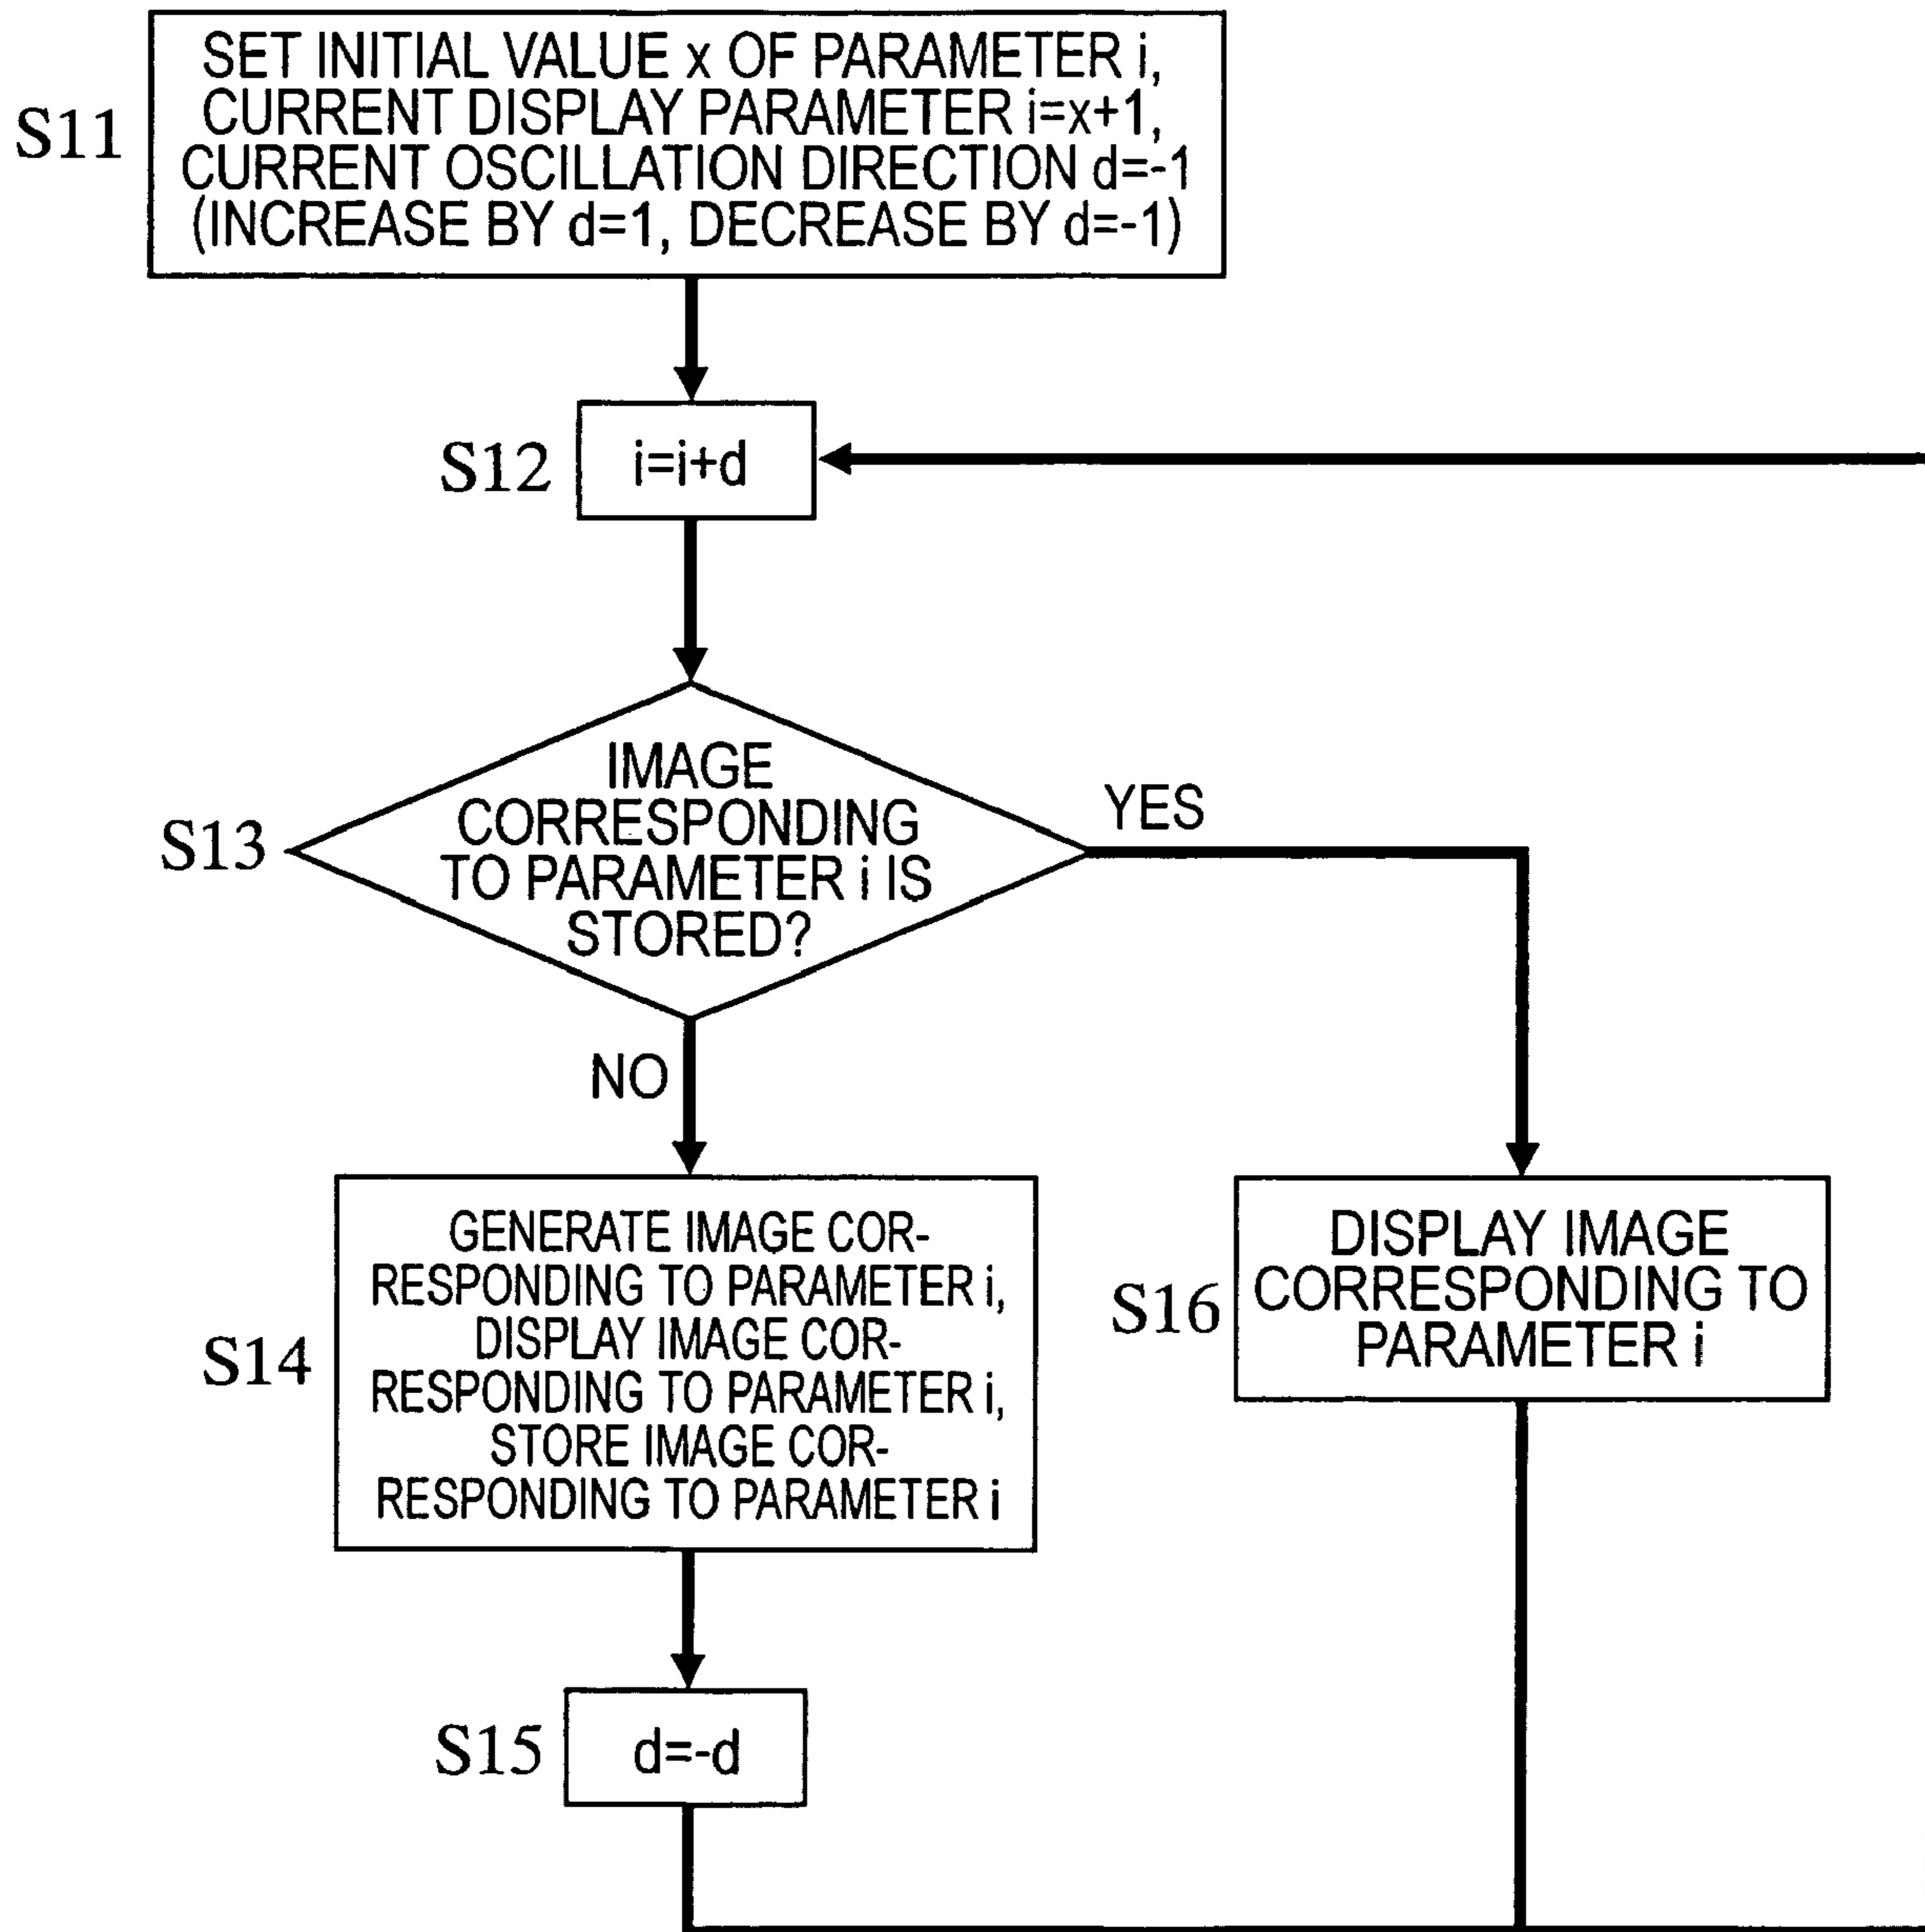 SET INITIAL VALUE x OF PARAMETER i,
CURRENT DISPLAY PARAMETER i=x+1,
CURRENT OSCILLATION DIRECTION d=-1
(INCREASE BY d=1, DECREASE BY d=-1)
S11
S12
i=i+d
IMAGE
CORRESPONDING
TO PARAMETER i IS
STORED?
S13
YES
NO
GENERATE IMAGE COR-
RESPONDING TO PARAMETER i,
DISPLAY IMAGE COR-
RESPONDING TO PARAMETER i,
STORE IMAGE COR-
RESPONDING TO PARAMETER i
S14
DISPLAY IMAGE
CORRESPONDING TO
PARAMETER i
S16
S15
d=-d